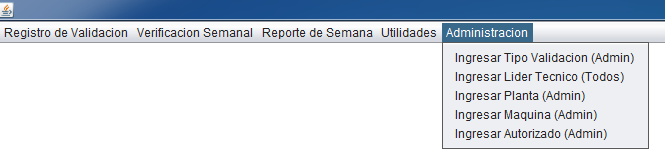 Registro de Validacion Verificacion Semanal Reporte de Semana Utilidades Administracion
Ingresar Tipo Validacion (Admin)
Ingresar Lider Tecnico (Todos)
Ingresar Planta (Admin)
Ingresar Maquina (Admin)
Ingresar Autorizado (Admin)